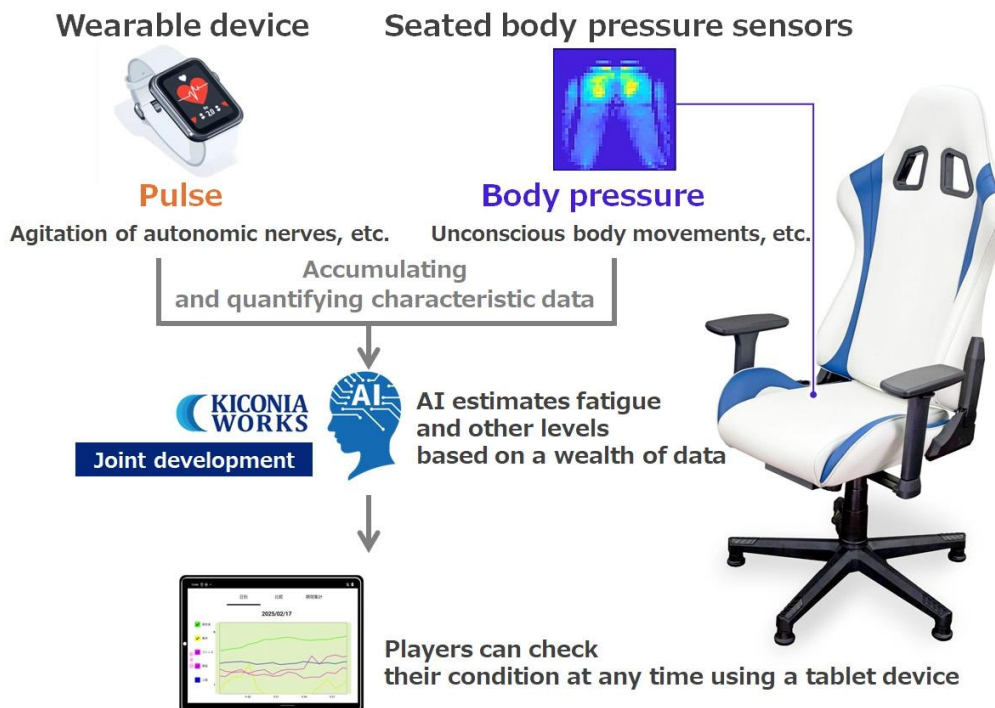 Wearable device
Seated body pressure sensors
Pulse
Body pressure
Agitation of autonomic nerves, etc.
Unconscious body movements, etc.
Accumulating
and quantifying characteristic data
KICONIA
WORKS
Joint development
AI
AI estimates fatigue
and other levels
based on a wealth of data
2025/02/17
Players can check
their condition at any time using a tablet device